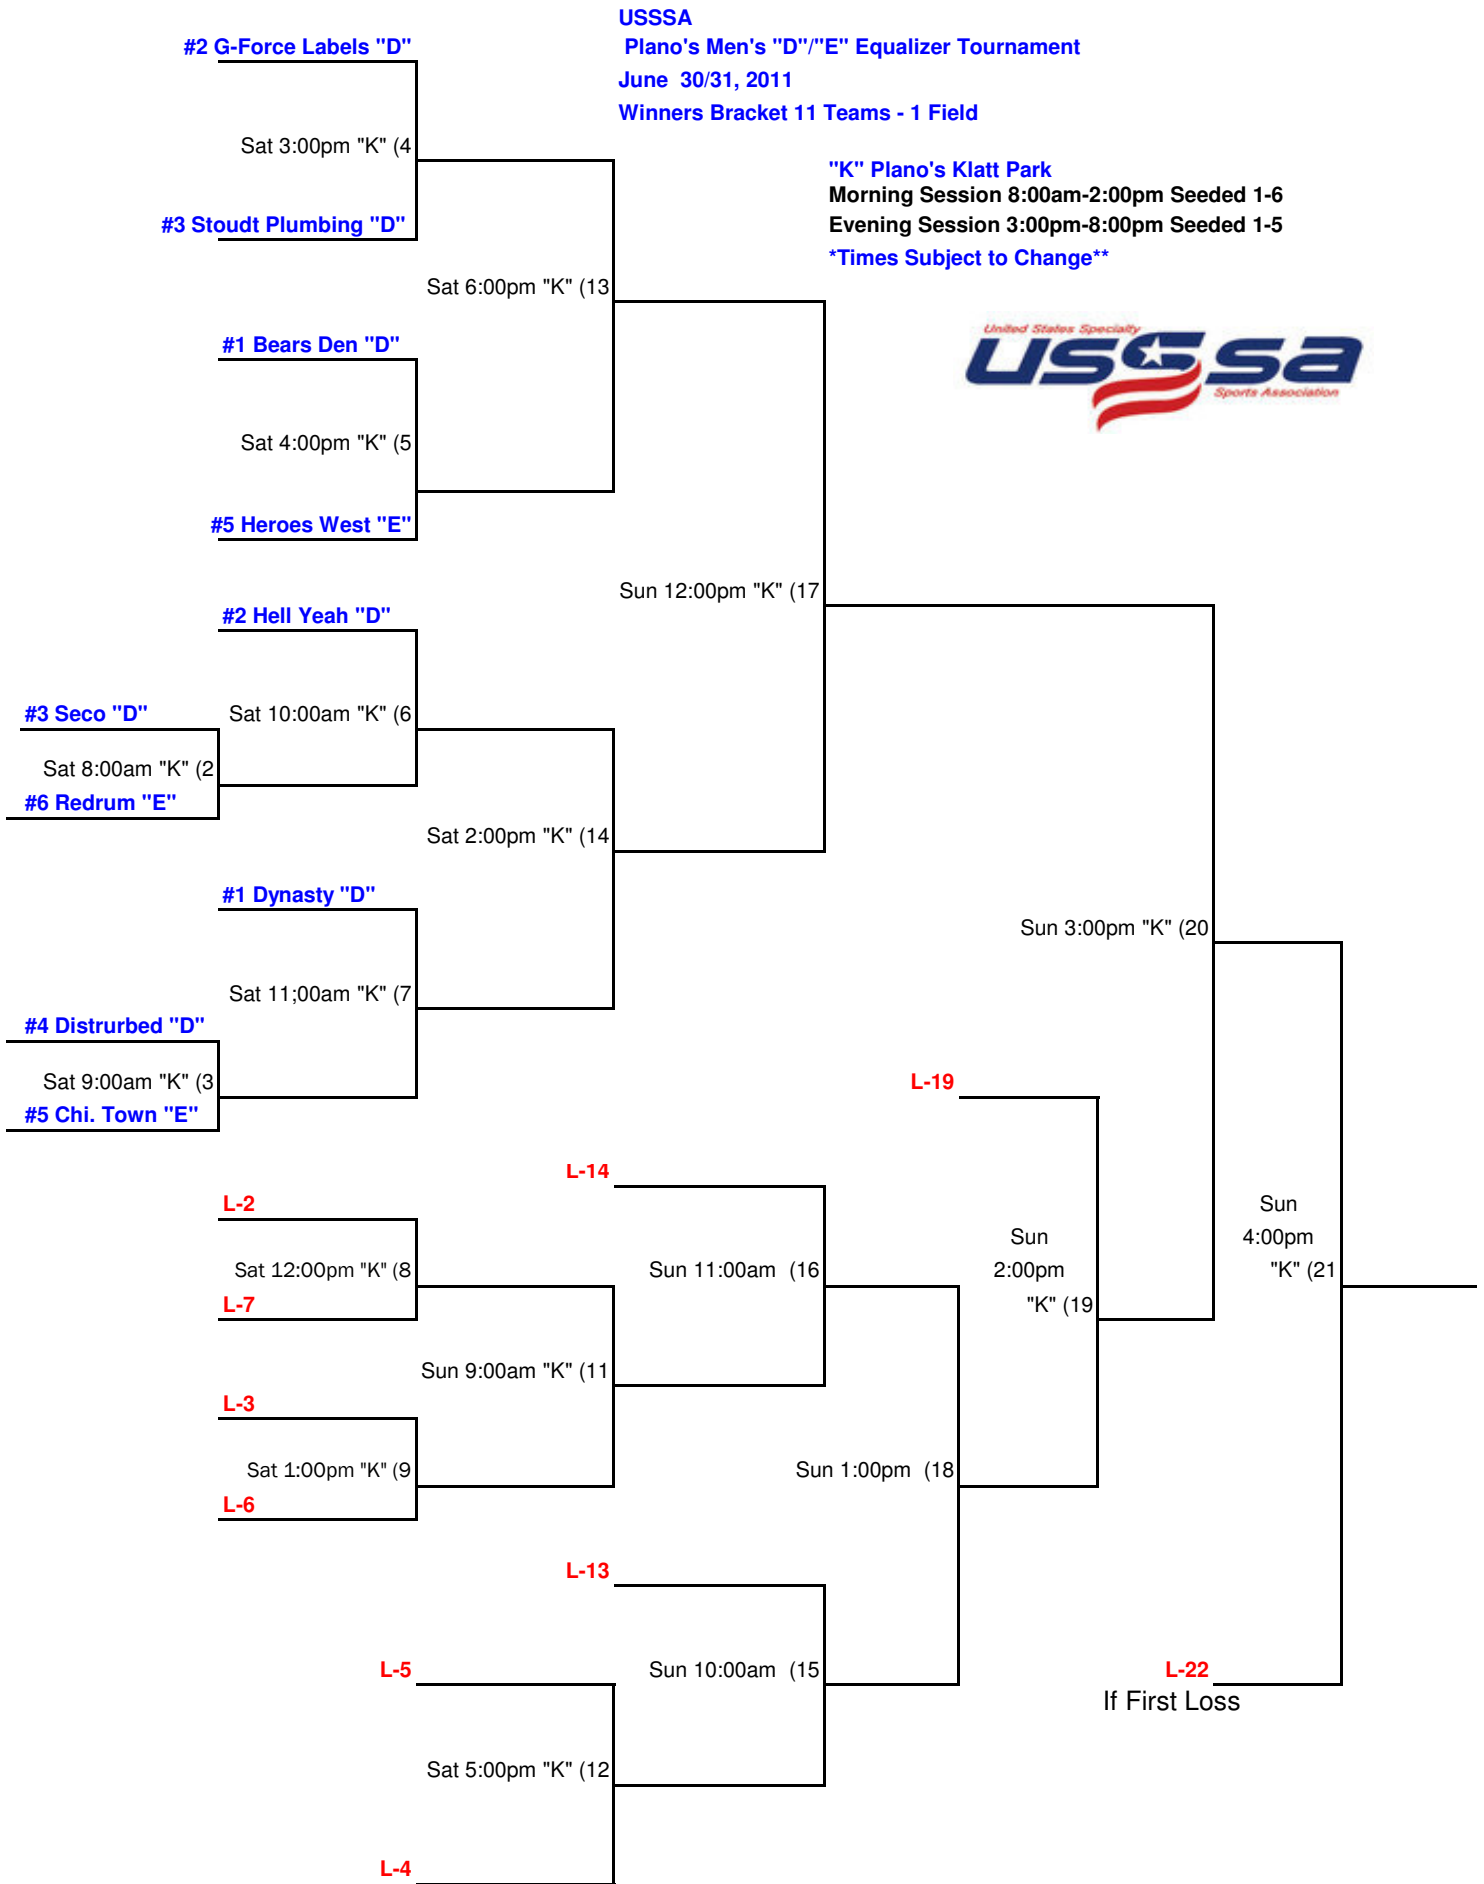 USSSA
Plano's Men's "D"/"E" Equalizer Tournament
June  30/31, 2011
Winners Bracket 11 Teams - 1 Field
"K" Plano's Klatt Park
Morning Session 8:00am-2:00pm Seeded 1-6
Evening Session 3:00pm-8:00pm Seeded 1-5
*Times Subject to Change**
United States Specialty
usssa
Sports Association
#2 G-Force Labels "D"
Sat 3:00pm "K" (4
#3 Stoudt Plumbing "D"
Sat 6:00pm "K" (13
#1 Bears Den "D"
Sat 4:00pm "K" (5
#5 Heroes West "E"
Sun 12:00pm "K" (17
#2 Hell Yeah "D"
#3 Seco "D"
Sat 10:00am "K" (6
Sat 8:00am "K" (2
#6 Redrum "E"
Sat 2:00pm "K" (14
#1 Dynasty "D"
Sun 3:00pm "K" (20
Sat 11;00am "K" (7
#4 Distrurbed "D"
Sat 9:00am "K" (3
#5 Chi. Town "E"
L-19
L-14
L-2
Sat 12:00pm "K" (8
L-7
Sun 11:00am  (16
Sun
2:00pm
"K" (19
Sun
4:00pm
"K" (21
Sun 9:00am "K" (11
L-3
Sat 1:00pm "K" (9
L-6
Sun 1:00pm  (18
L-13
L-5
Sun 10:00am  (15
L-22
If First Loss
Sat 5:00pm "K" (12
L-4